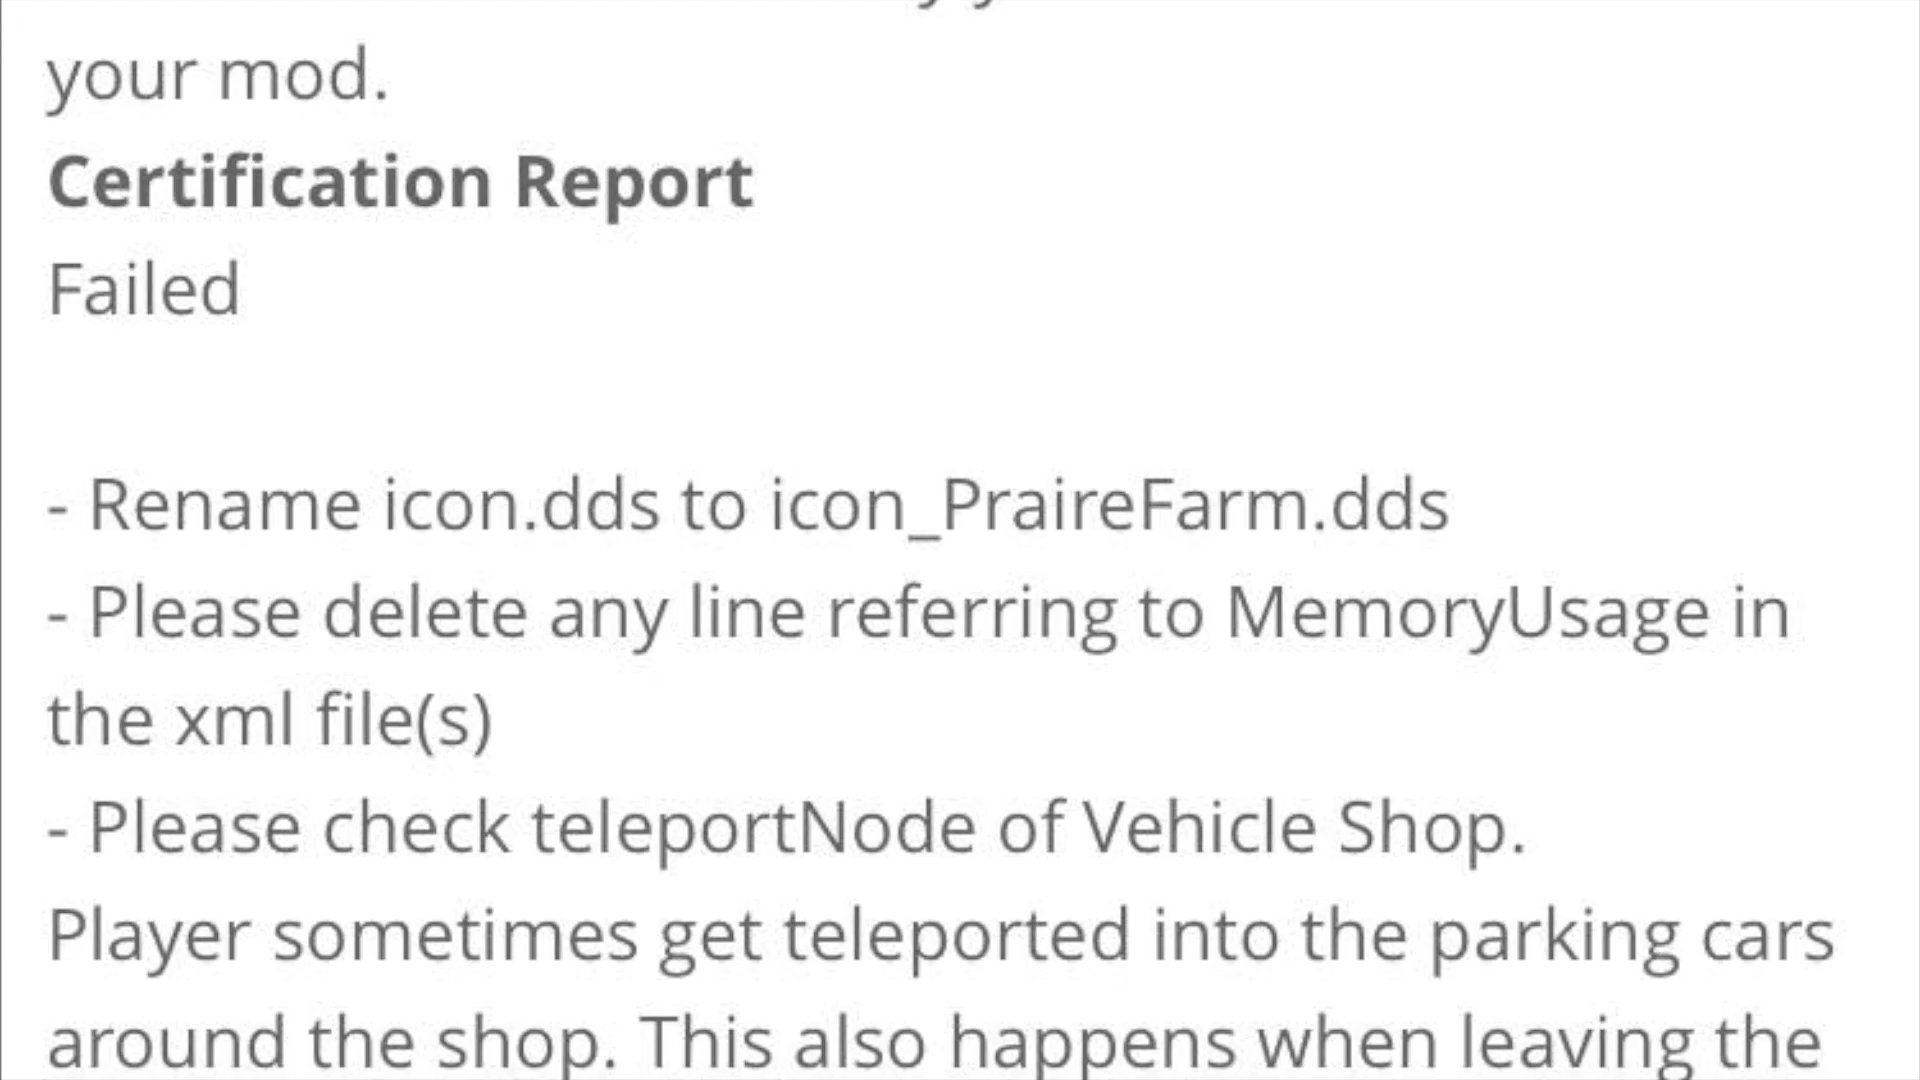 your mod.
Certification Report
Failed
- Rename icon.dds to icon_PraireFarm.dds
- Please delete any line referring to MemoryUsage in
the xml file(s)
- Please check teleportNode of Vehicle Shop.
Player sometimes get teleported into the parking cars
around the shop. This also happens when leaving the